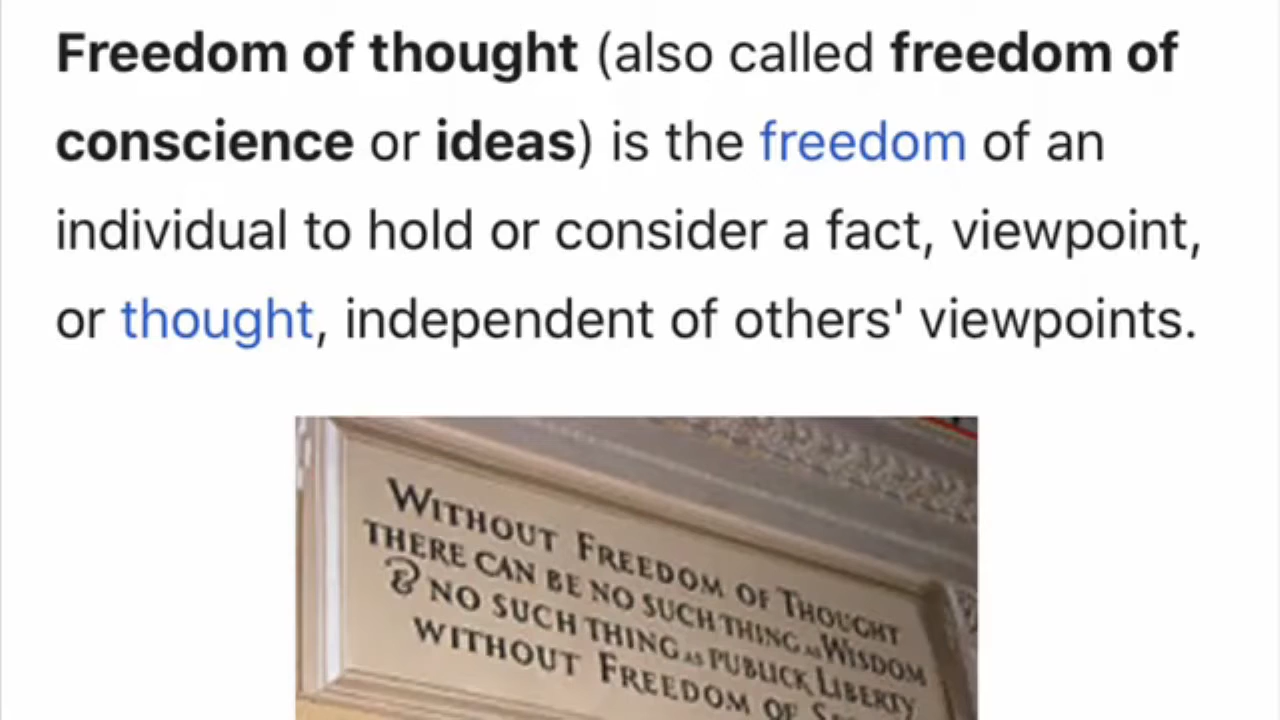 Freedom of thought (also called freedom of
conscience or ideas) is the freedom of an
individual to hold or consider a fact, viewpoint,
or thought, independent of others' viewpoints.
WITHOUT FREEDOM OF THOUGHT
THERE CAN BE NO SUCH THING AS WISDOM
& NO SUCH THING AS PUBLICK LIBERTY
WITHOUT FREEDOM OF